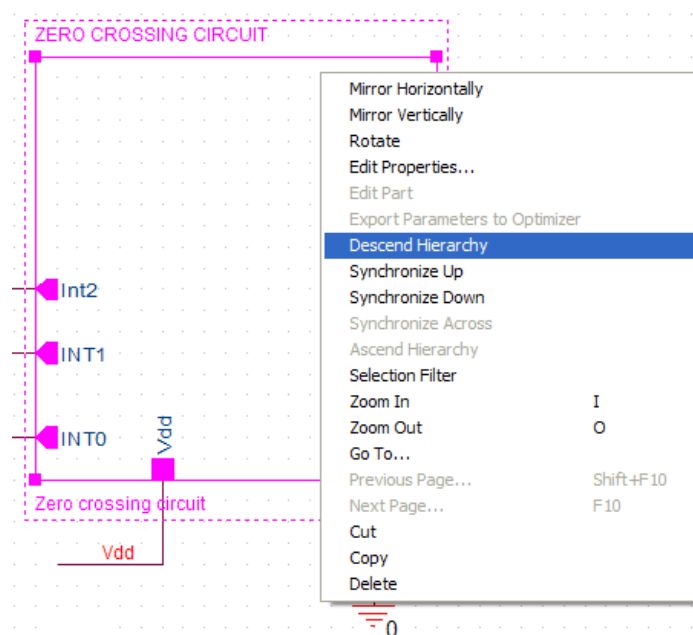 ZERO CROSSING CIRCUIT
Mirror Horizontally
Mirror Vertically
Rotate
Edit Properties...
Edit Part
Export Parameters to Optimizer
Descend Hierarchy
Synchronize Up
Synchronize Down
Synchronize Across
Ascend Hierarchy
Selection Filter
Zoom In I
Zoom Out O
Go To...
Previous Page... Shift+F10
Next Page... F10
Cut
Copy
Delete
Int2
INT1
INT0
Vdd
Zero crossing circuit
Vdd
0